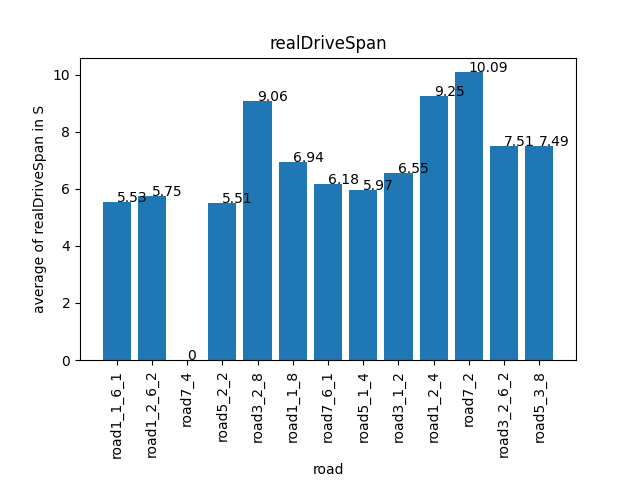 realDriveSpan
average of realDriveSpan in S
10
8
6
4
2
0
5.53
5.75
0
5.51
9.06
6.94
6.18
5.97
6.55
9.25
10.09
7.51
7.49
road1_1_6_1
road1_2_6_2
road7_4
road5_2_2
road3_2_8
road1_1_8
road7_6_1
road5_1_4
road3_1_2
road1_2_4
road7_2
road3_2_6_2
road5_3_8
road